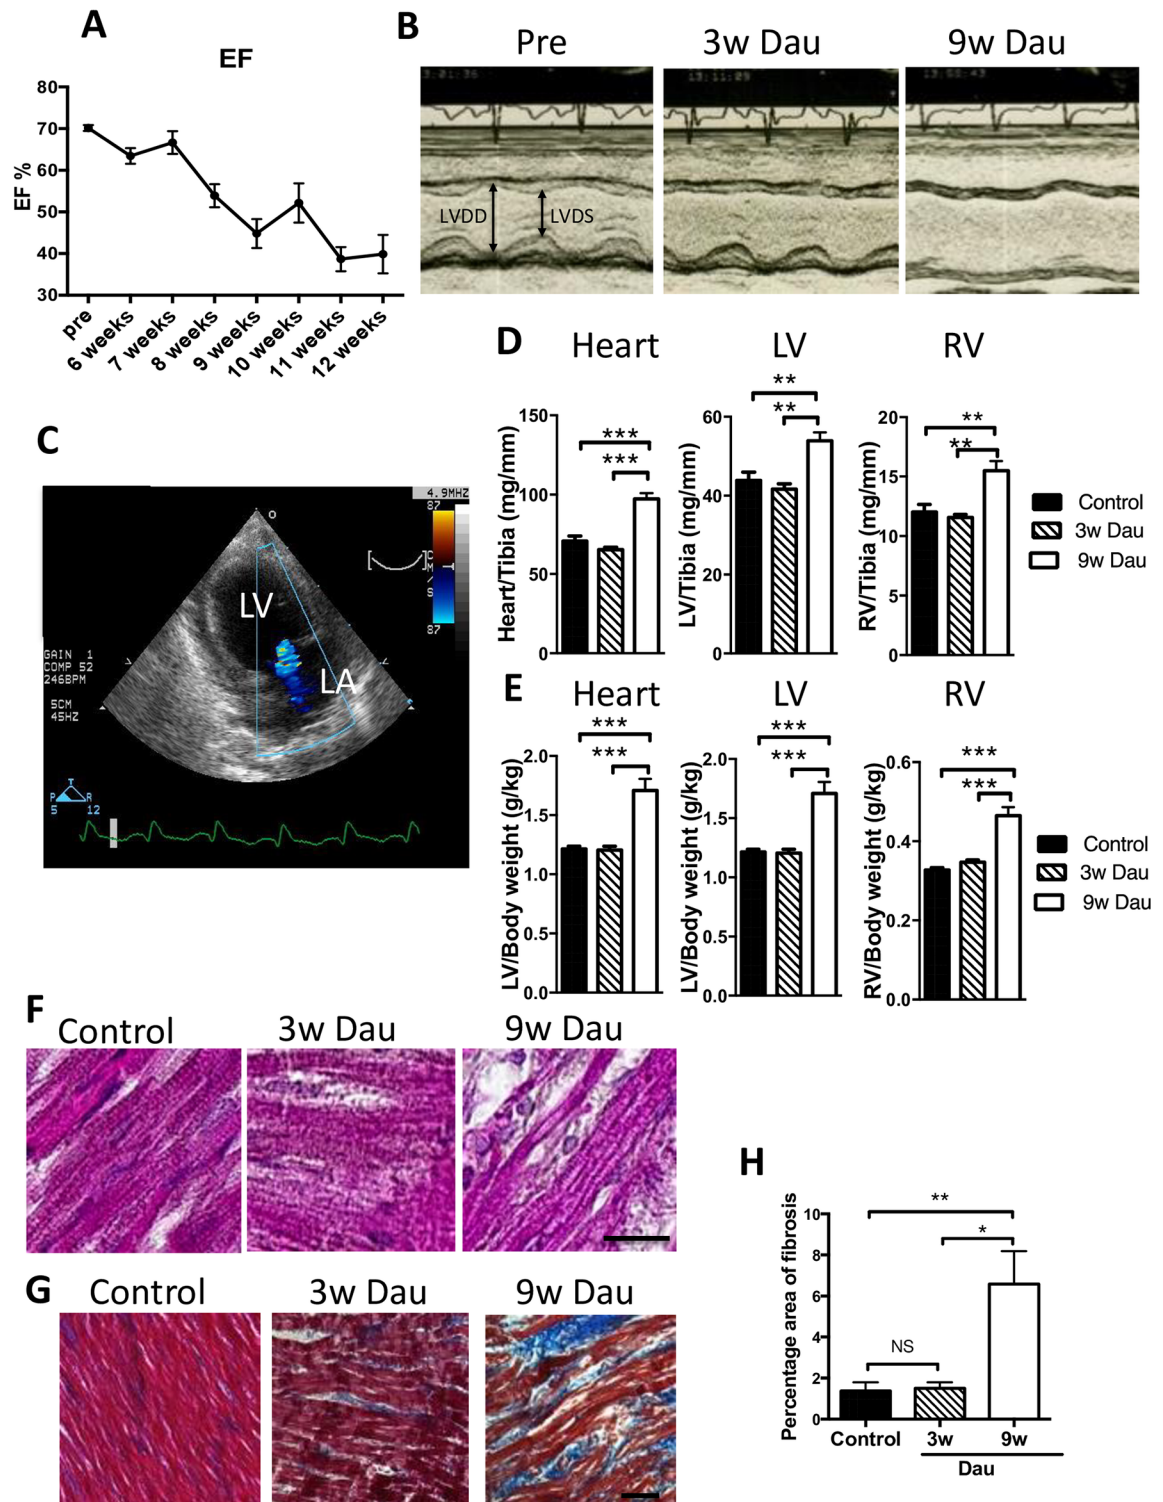 A
EF
EF %
80
70
60
50
40
30
pre
6 weeks
7 weeks
8 weeks
9 weeks
10 weeks
11 weeks
12 weeks
B
Pre
3w Dau
9w Dau
13:11:29
LVDD
LVDS
C
4.9MHZ
87
87
GAIN 1
COMP 52
246BPM
5CM
45HZ
LV
LA
T
P R
5 12
D
Heart
LV
RV
Heart/Tibia (mg/mm)
150
100
50
0
***
***
LV/Tibia (mg/mm)
60
40
20
0
**
**
RV/Tibia (mg/mm)
20
15
10
5
0
**
**
Control
3w Dau
9w Dau
E
Heart
LV
RV
LV/Body weight (g/kg)
2.0
1.5
1.0
0.5
0.0
***
***
LV/Body weight (g/kg)
2.0
1.5
1.0
0.5
0.0
***
***
RV/Body weight (g/kg)
0.6
0.4
0.2
0.0
***
***
Control
3w Dau
9w Dau
F
Control
3w Dau
9w Dau
G
Control
3w Dau
9w Dau
H
Percentage area of fibrosis
10
8
6
4
2
0
**
*
NS
Control
3w
9w
Dau